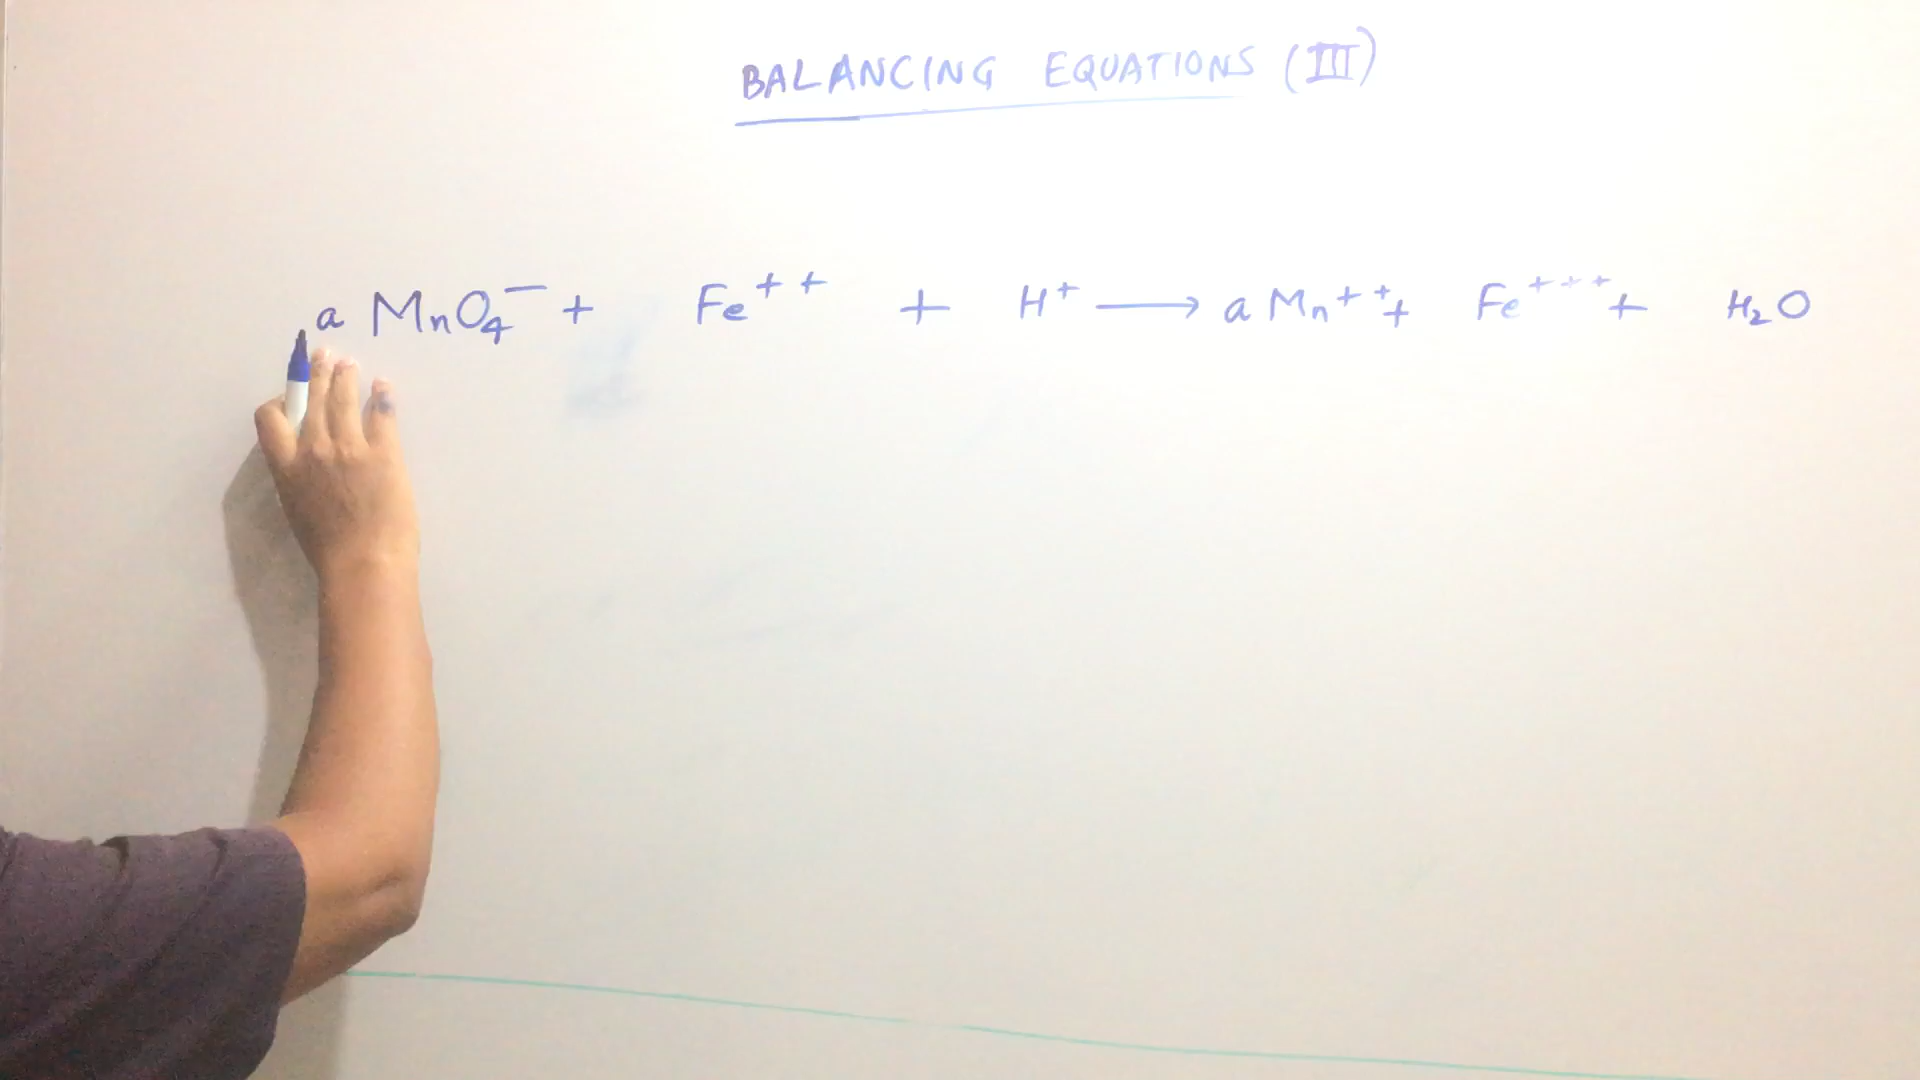 BALANCING EQUATIONS (III)
a MnO₄⁻ + Fe⁺⁺ + H⁺ ⟶ a Mn⁺⁺ + Fe⁺⁺⁺ + H₂O